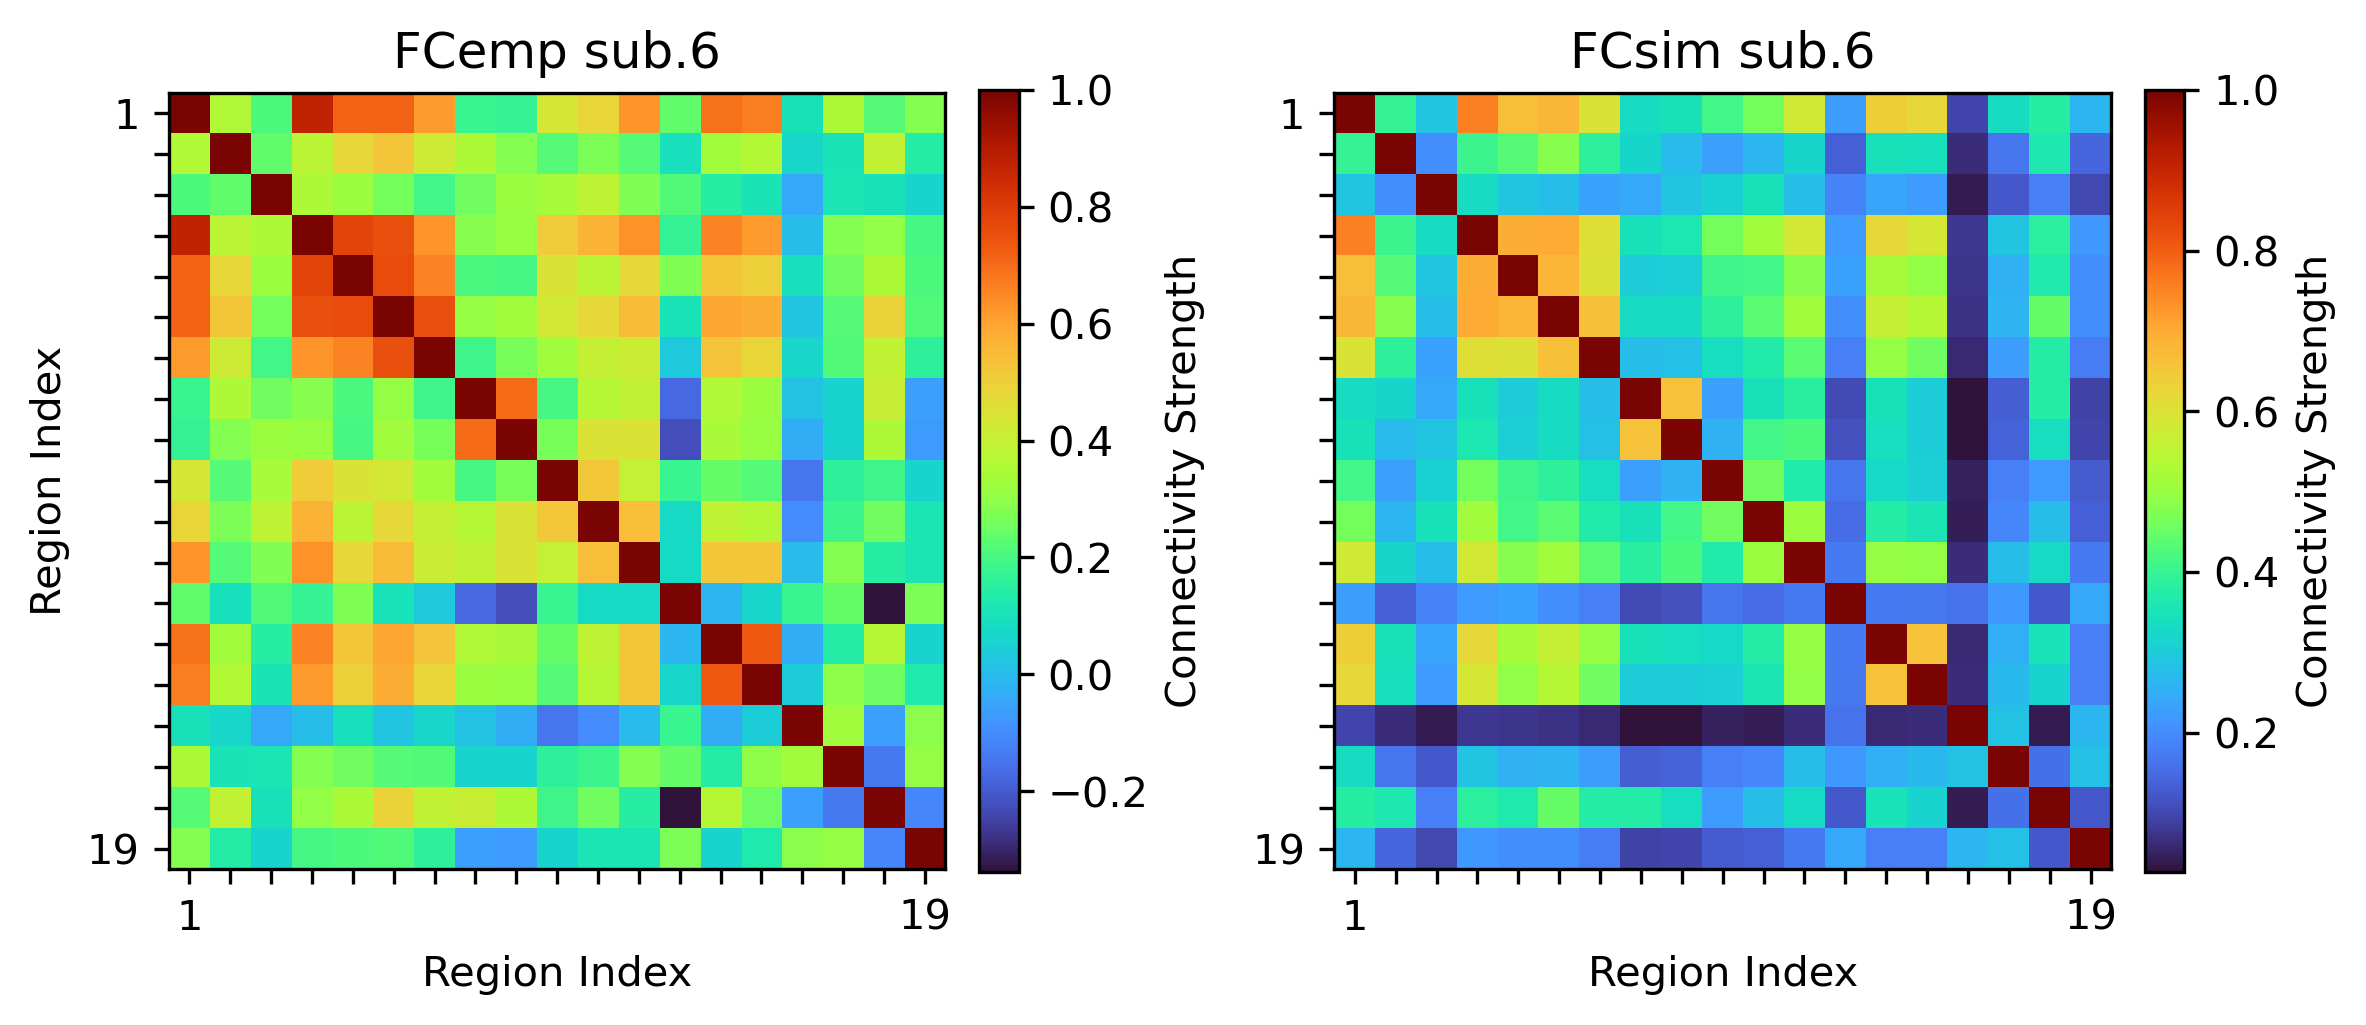 FCemp sub.6
1
19
Region Index
1
19
Region Index
1.0
0.8
0.6
0.4
0.2
0.0
−0.2
Connectivity Strength
FCsim sub.6
1
19
1
19
Region Index
1.0
0.8
0.6
0.4
0.2
Connectivity Strength